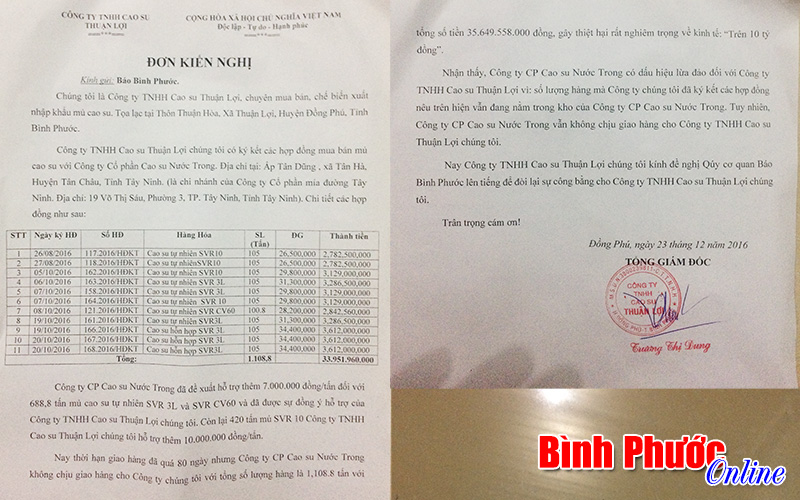 CÔNG TY TNHH CAO SU
THUẬN LỢI
CỘNG HÒA XÃ HỘI CHỦ NGHĨA VIỆT NAM
Độc lập - Tự do - Hạnh phúc
ĐƠN KIẾN NGHỊ
Kính gửi: Báo Bình Phước.
Chúng tôi là Công ty TNHH Cao su Thuận Lợi, chuyên mua bán, chế biến xuất
nhập khẩu mủ cao su. Tọa lạc tại Thôn Thuận Hòa, Xã Thuận Lợi, Huyện Đồng Phú, Tỉnh
Bình Phước.
Công ty TNHH Cao su Thuận Lợi chúng tôi có ký kết các hợp đồng mua bán mủ
cao su với Công ty Cổ phần Cao su Nước Trong. Địa chỉ tại: Ấp Tân Dũng , xã Tân Hà,
Huyện Tân Châu, Tỉnh Tây Ninh. (là chi nhánh của Công ty Cổ phần mía đường Tây
Ninh. Địa chỉ: 19 Võ Thị Sáu, Phường 3, TP. Tây Ninh, Tỉnh Tây Ninh). Chi tiết các hợp
đồng như sau:
STT Ngày ký HĐ Số HĐ Hàng Hóa SL (Tấn) ĐG Thành tiền
1 26/08/2016 117.2016/HĐKT Cao su tự nhiên SVR10 105 26,500,000 2,782,500,000
2 27/08/2016 118.2016/HĐKT Cao su tự nhiên SVR10 105 26,500,000 2,782,500,000
3 05/10/2016 162.2016/HĐKT Cao su tự nhiên SVR10 105 29,800,000 3,129,000,000
4 06/10/2016 163.2016/HĐKT Cao su tự nhiên SVR 3L 105 31,300,000 3,286,500,000
5 07/10/2016 158.2016/HĐKT Cao su tự nhiên SVR 3L 105 29,800,000 3,129,000,000
6 07/10/2016 164.2016/HĐKT Cao su tự nhiên SVR 10 105 29,800,000 3,129,000,000
7 08/10/2016 121.2016/HĐKT Cao su tự nhiên SVR CV60 100.8 28,200,000 2,842,560,000
8 19/10/2016 161.2016/HĐKT Cao su tự nhiên SVR3L 105 31,300,000 3,286,500,000
9 19/10/2016 166.2016/HĐKT Cao su hỗn hợp SVR3L 105 34,400,000 3,612,000,000
10 20/10/2016 167.2016/HĐKT Cao su hỗn hợp SVR 3L 105 34,400,000 3,612,000,000
11 20/10/2016 168.2016/HĐKT Cao su hỗn hợp SVR3L 105 34,400,000 3,612,000,000
Tổng: 1.108,8 33.951.960.000
Công ty CP Cao su Nước Trong đã đề xuất hỗ trợ thêm 7.000.000 đồng/tấn đối với
688,8 tấn mủ cao su tự nhiên SVR 3L và SVR CV60 và đã được sự đồng ý hỗ trợ của
Công ty TNHH Cao su Thuận Lợi chúng tôi. Còn lại 420 tấn mủ SVR 10 Công ty TNHH
Cao su Thuận Lợi chúng tôi hỗ trợ thêm 10.000.000 đồng/tấn.
Nay thời hạn giao hàng đã quá 80 ngày nhưng Công ty CP Cao su Nước Trong
không chịu giao hàng cho Công ty chúng tôi với tổng số lượng hàng là 1,108.8 tấn với
tổng số tiền 35.649.558.000 đồng, gây thiệt hại rất nghiêm trọng về kinh tế: “Trên 10 tỷ
đồng”.
Nhận thấy, Công ty CP Cao su Nước Trong có dấu hiệu lừa đảo đối với Công ty
TNHH Cao su Thuận Lợi vì: số lượng hàng mà Công ty chúng tôi đã ký kết các hợp đồng
nêu trên hiện vẫn đang nằm trong kho của Công ty CP Cao su Nước Trong. Tuy nhiên,
Công ty CP Cao su Nước Trong vẫn không chịu giao hàng cho Công ty TNHH Cao su
Thuận Lợi chúng tôi.
Nay Công ty TNHH Cao su Thuận Lợi chúng tôi kính đề nghị Qúy cơ quan Báo
Bình Phước lên tiếng để đòi lại sự công bằng cho Công ty TNHH Cao su Thuận Lợi chúng
tôi.
Trân trọng cám ơn!
Đồng Phú, ngày 23 tháng 12 năm 2016
TỔNG GIÁM ĐỐC
CÔNG TY
TNHH
CAO SU
THUẬN LỢI
Trương Thị Dung
Bình Phước
Online